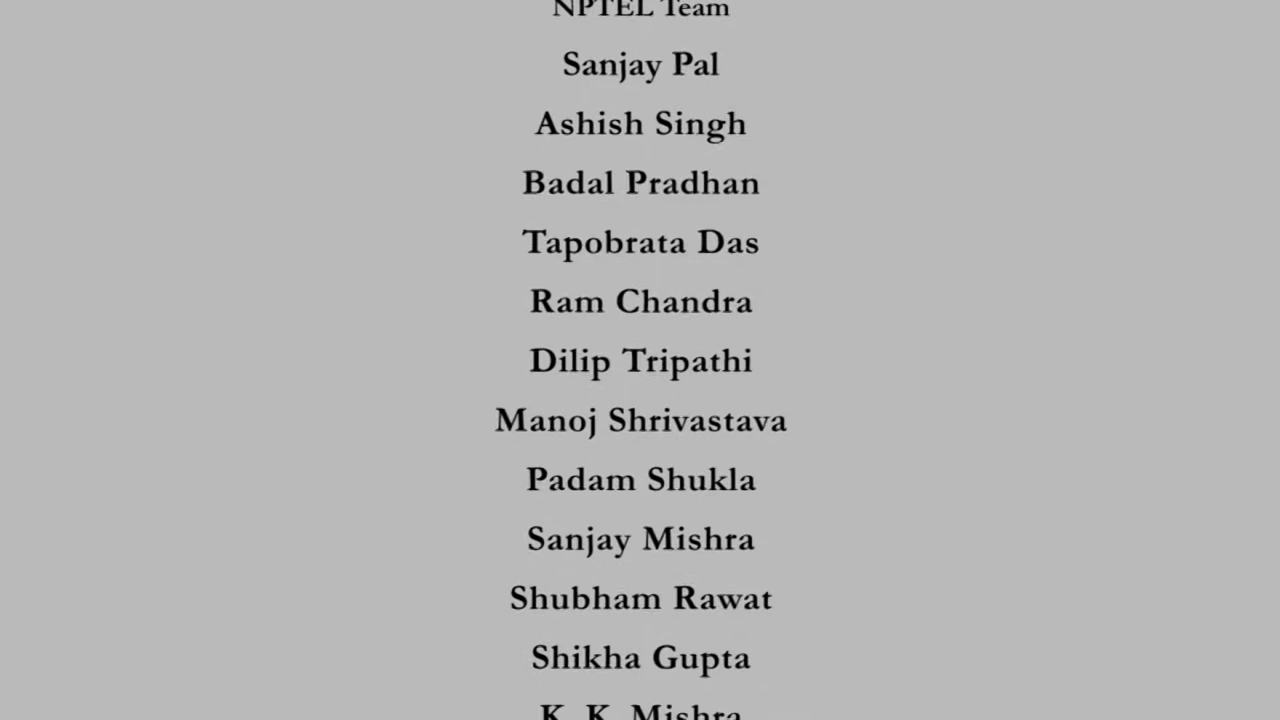 NPTEL Team
Sanjay Pal
Ashish Singh
Badal Pradhan
Tapobrata Das
Ram Chandra
Dilip Tripathi
Manoj Shrivastava
Padam Shukla
Sanjay Mishra
Shubham Rawat
Shikha Gupta
K. K. Mishra